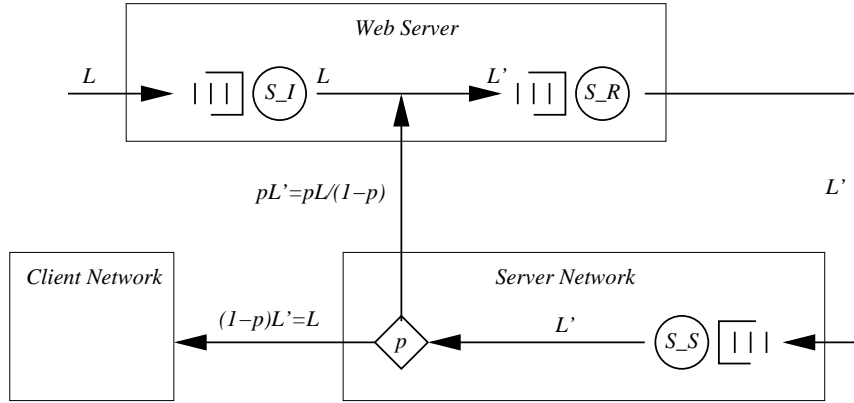 Web Server
L
S_I
L
L’
S_R
pL’=pL/(1−p)
L’
Client Network
Server Network
(1−p)L’=L
p
L’
S_S